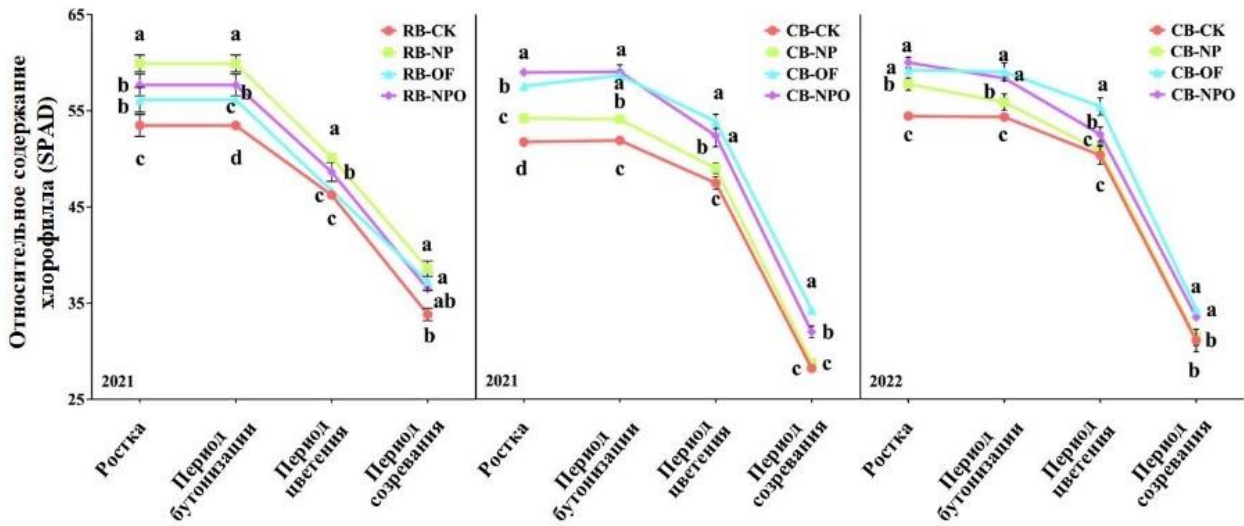 Относительное содержание
хлорофилла (SPAD)
65
55
45
35
25
RB-CK
RB-NP
RB-OF
RB-NPO
a
a
b
b
b
c
c
d
a
b
c
c
a
a
ab
b
2021
CB-CK
CB-NP
CB-OF
CB-NPO
a
a
b
a
b
c
d
c
a
a
b
c
a
b
c
c
2021
CB-CK
CB-NP
CB-OF
CB-NPO
a
a
a
a
b
b
c
c
a
b
c
c
a
a
b
b
2022
Ростка
Период
бутонизации
Период
цветения
Период
созревания
Ростка
Период
бутонизации
Период
цветения
Период
созревания
Ростка
Период
бутонизации
Период
цветения
Период
созревания